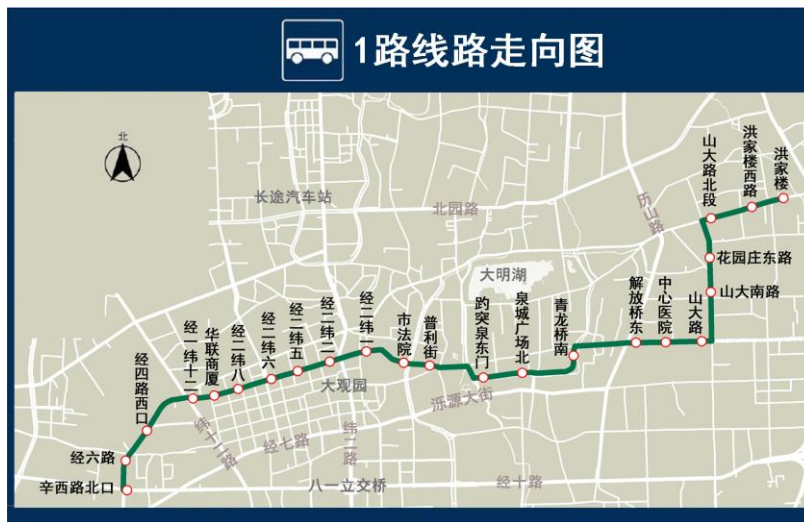 1路线路走向图
北
长途汽车站
北园路
历山路
大明湖
大观园
泺源大街
纬十二路
经七路
纬二路
八一立交桥
经十路
辛西路北口
经六路
经四路西口
经一纬十二
华联商厦
经二纬八
经二纬六
经二纬五
经二纬二
经二纬一
市法院
普利街
趵突泉东门
泉城广场北
青龙桥南
解放桥东
中心医院
山大路
山大南路
花园庄东路
山大路北段
洪家楼西路
洪家楼